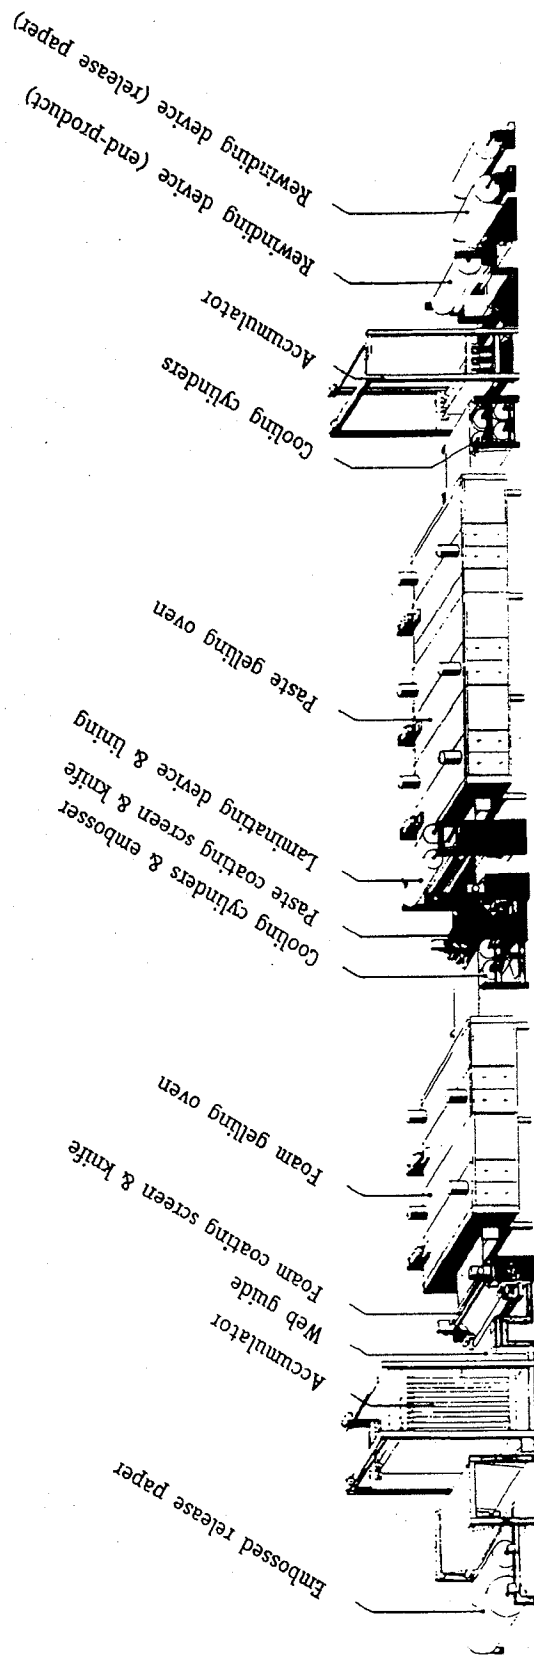 Embossed release paper
Accumulator
Web guide
Foam coating screen & knife
Foam gelling oven
Cooling cylinders & embosser
Paste coating screen & knife
Laminating device & lining
Paste gelling oven
Cooling cylinders
Accumulator
Rewinding device (end-product)
Rewinding device (release paper)